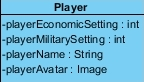 Player
-playerEconomicSetting : int
-playerMilitarySetting : int
-playerName : String
-playerAvatar : Image